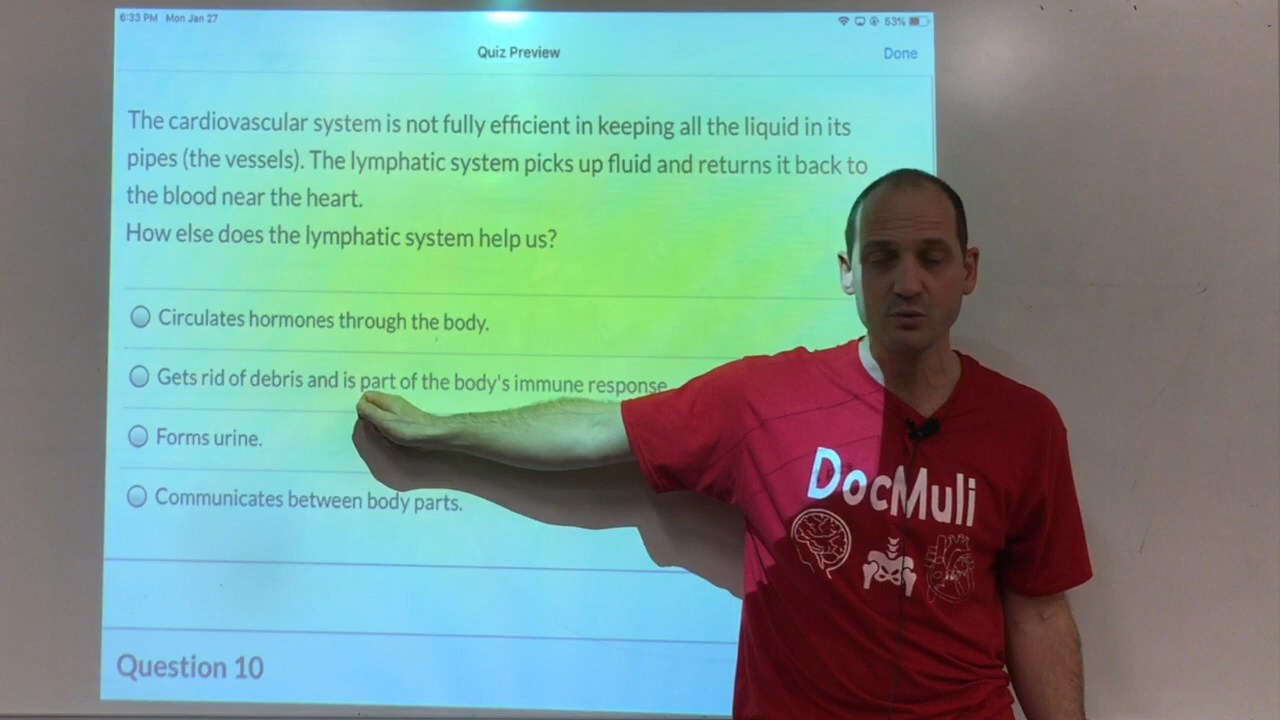 6:33 PM Mon Jan 27
53%
Quiz Preview
Done
The cardiovascular system is not fully efficient in keeping all the liquid in its
pipes (the vessels). The lymphatic system picks up fluid and returns it back to
the blood near the heart.
How else does the lymphatic system help us?
Circulates hormones through the body.
Gets rid of debris and is part of the body's immune response
Forms urine.
Communicates between body parts.
Question 10
DocMuli